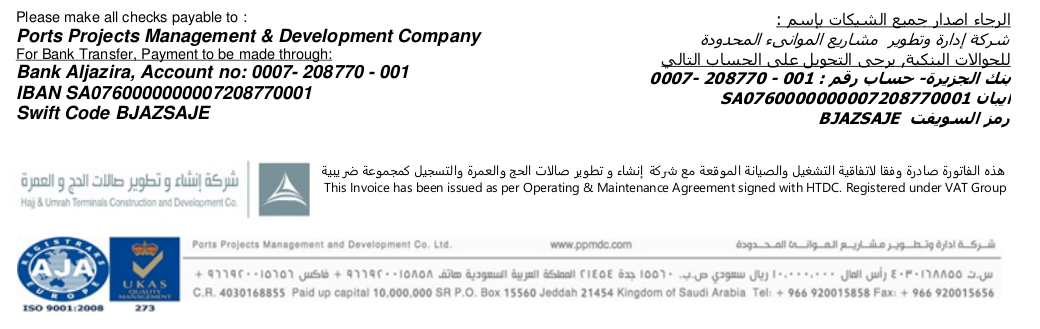 Please make all checks payable to :
Ports Projects Management & Development Company
For Bank Transfer, Payment to be made through:
Bank Aljazira, Account no: 0007- 208770 - 001
IBAN SA0760000000007208770001
Swift Code BJAZSAJE
الرجاء اصدار جميع الشيكات بإسم :
شركة إدارة وتطوير مشاريع الموانىء المحدودة
للحوالات البنكية, يرجى التحويل على الحساب التالي
بنك الجزيرة- حساب رقم : 001 - 208770 -0007
ايبان SA0760000000007208770001
رمز السويفت BJAZSAJE
شركة إنشاء و تطوير صالات الحج و العمرة
Hajj & Umrah Terminals Construction and Development Co.
هذه الفاتورة صادرة وفقا لاتفاقية التشغيل والصيانة الموقعة مع شركة إنشاء و تطوير صالات الحج والعمرة والتسجيل كمجموعة ضريبية
This Invoice has been issued as per Operating & Maintenance Agreement signed with HTDC. Registered under VAT Group
REGISTRARS
AJA
EUROPE
ISO 9001:2008
UKAS
QUALITY
MANAGEMENT
273
Ports Projects Management and Development Co. Ltd. www.ppmdc.com شركة ادارة وتطوير مشاريع الموانئ المحدودة
س.ت ٤٠٣٠١٦٨٨٥٥ رأس المال ١٠,٠٠٠,٠٠٠ ريال سعودي ص.ب. ١٥٥٦٠ جدة ٢١٤٥٤ المملكة العربية السعودية هاتف ٩٦٦٩٢٠٠١٥٨٥٨ + فاكس ٩٦٦٩٢٠٠١٥٦٥٦ +
C.R. 4030168855 Paid up capital 10,000,000 SR P.O. Box 15560 Jeddah 21454 Kingdom of Saudi Arabia Tel: + 966 920015858 Fax: + 966 920015656